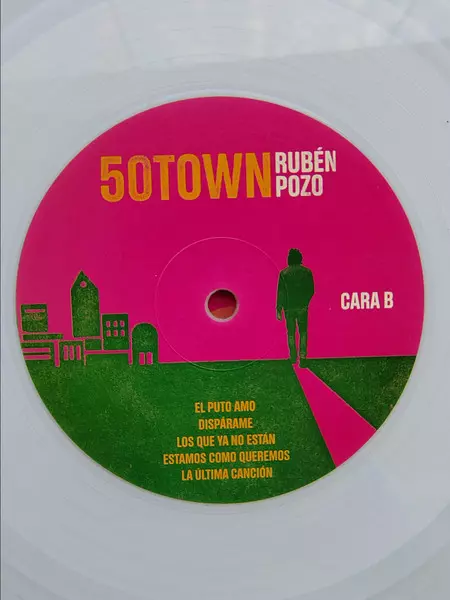 50TOWN
RUBÉN
POZO
CARA B
EL PUTO AMO
DISPÁRAME
LOS QUE YA NO ESTÁN
ESTAMOS COMO QUEREMOS
LA ÚLTIMA CANCIÓN